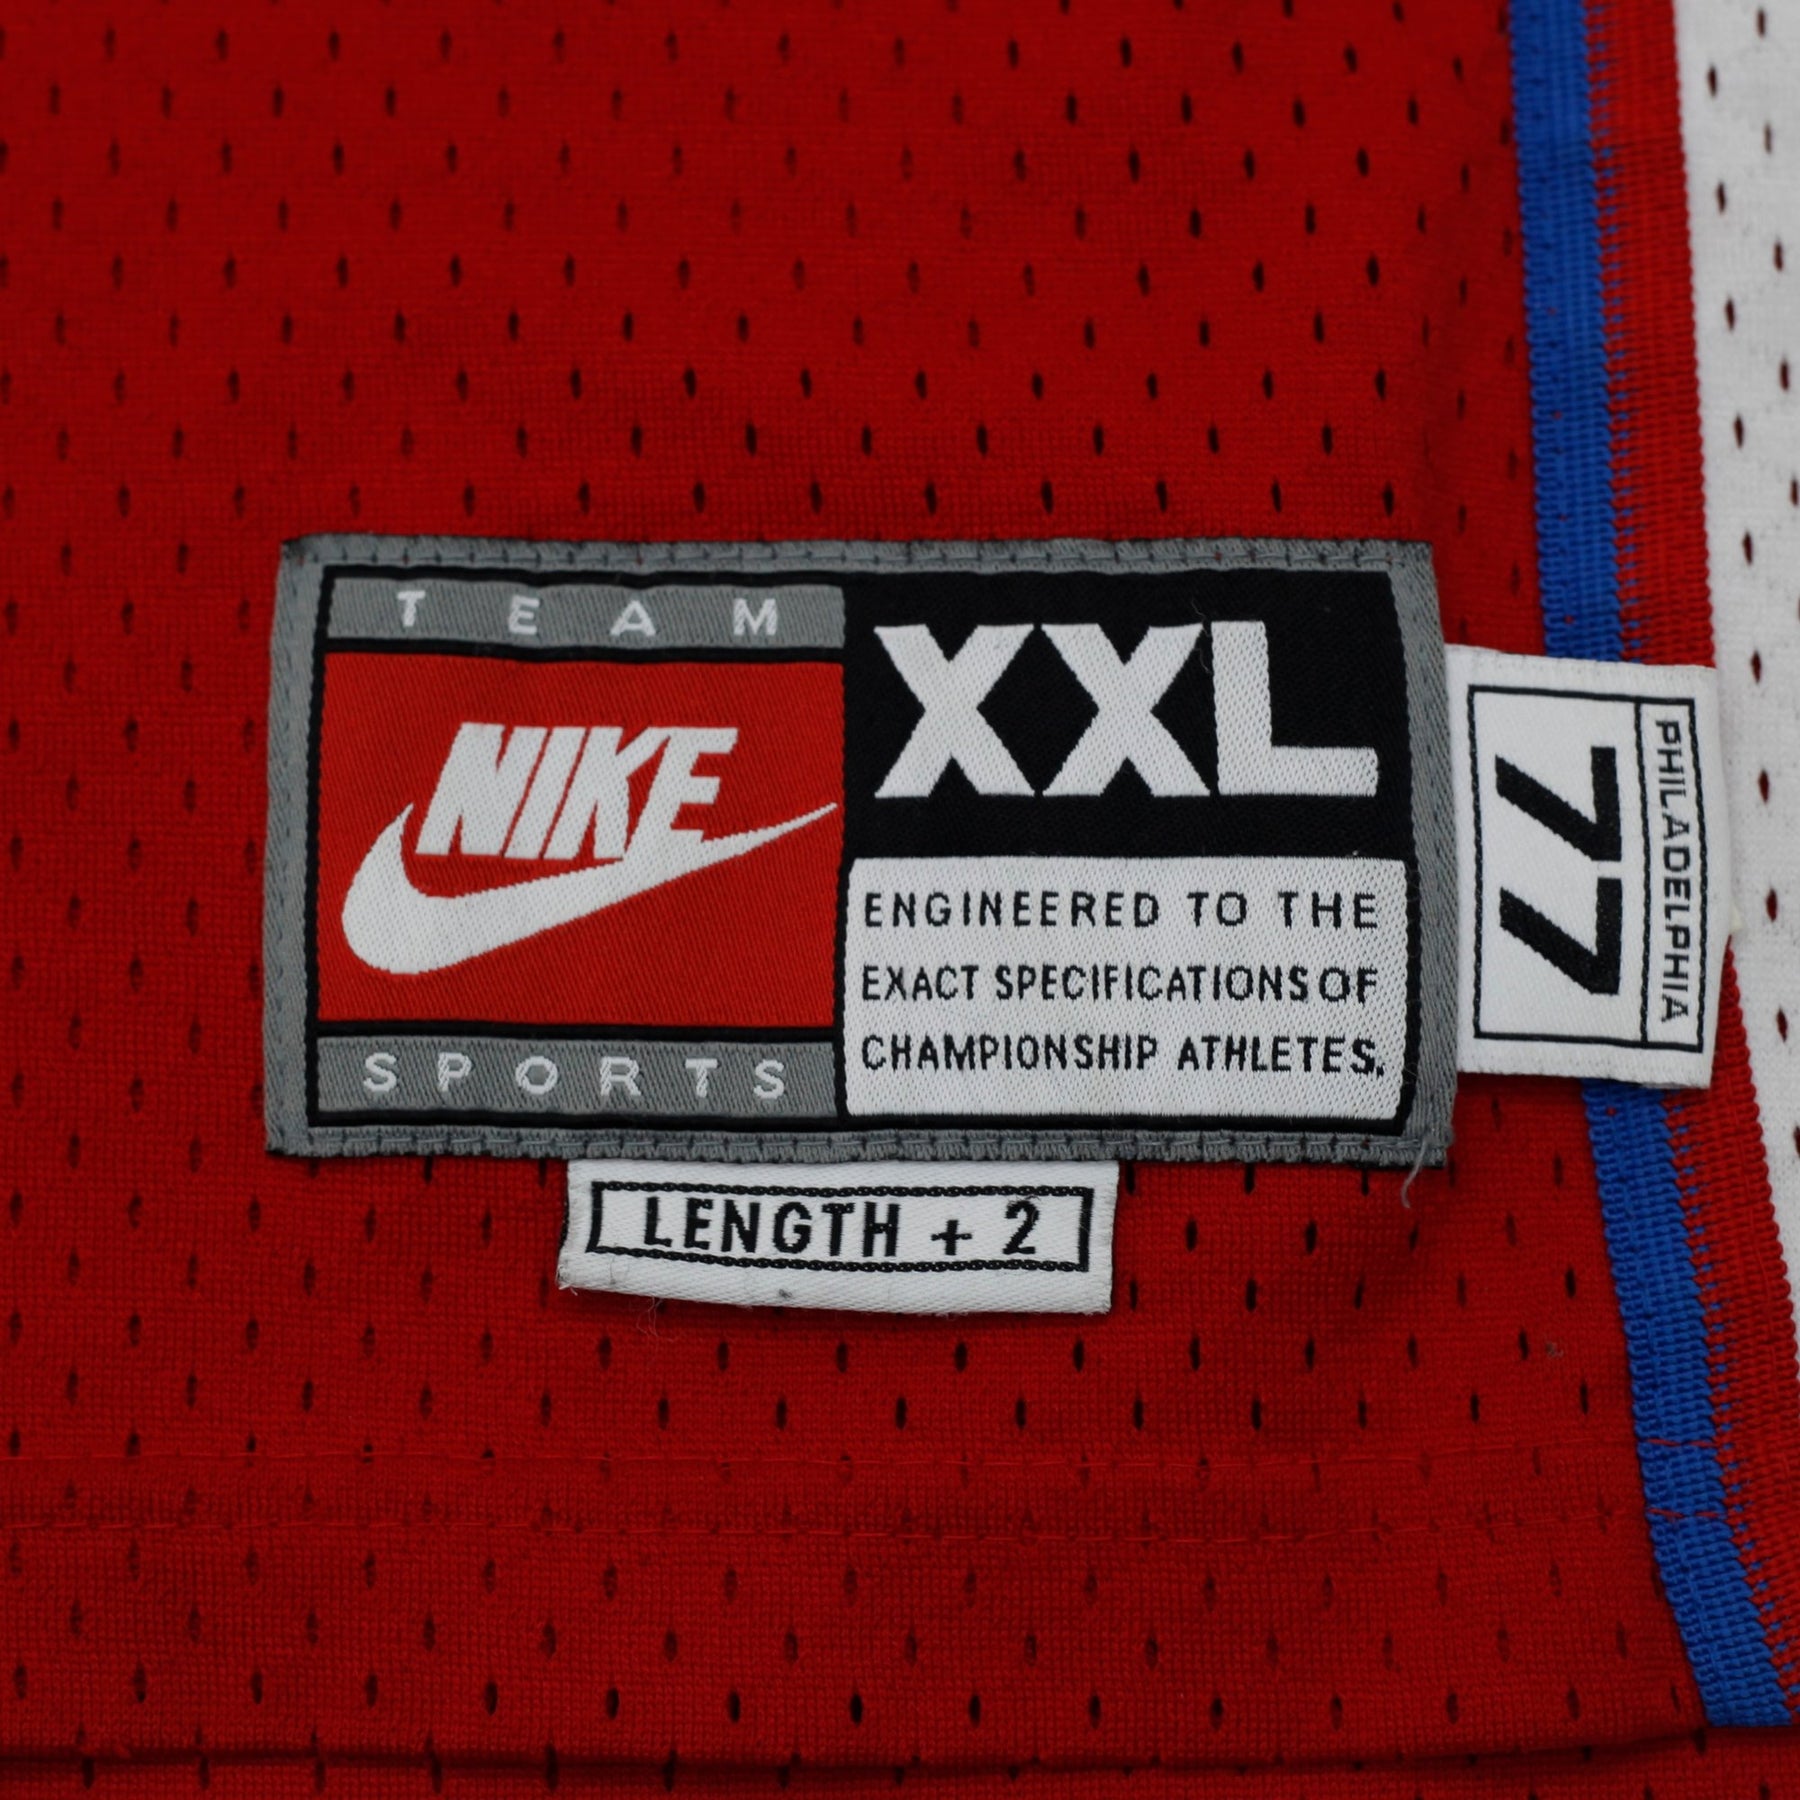 TEAM
NIKE
SPORTS
XXL
ENGINEERED TO THE
EXACT SPECIFICATIONS OF
CHAMPIONSHIP ATHLETES.
PHILADELPHIA
77
LENGTH + 2